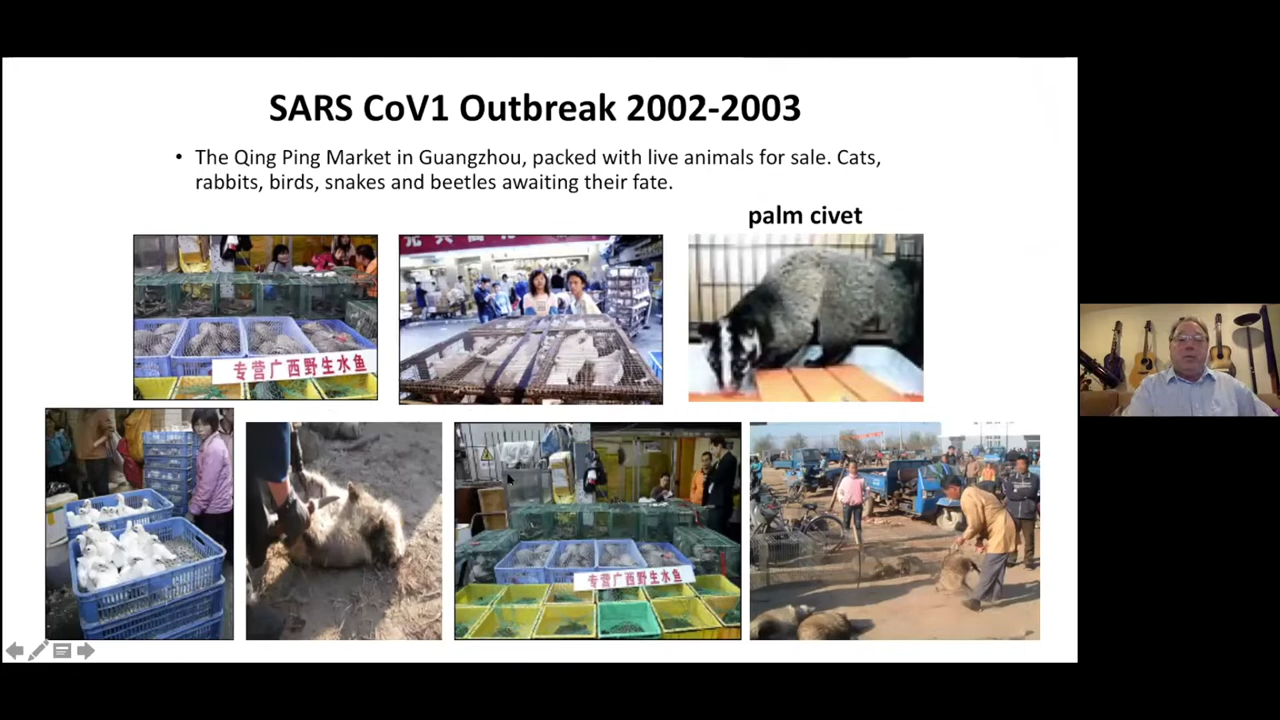 SARS CoV1 Outbreak 2002-2003
• The Qing Ping Market in Guangzhou, packed with live animals for sale. Cats,
rabbits, birds, snakes and beetles awaiting their fate.
palm civet
专营广西野生水鱼
专营广西野生水鱼